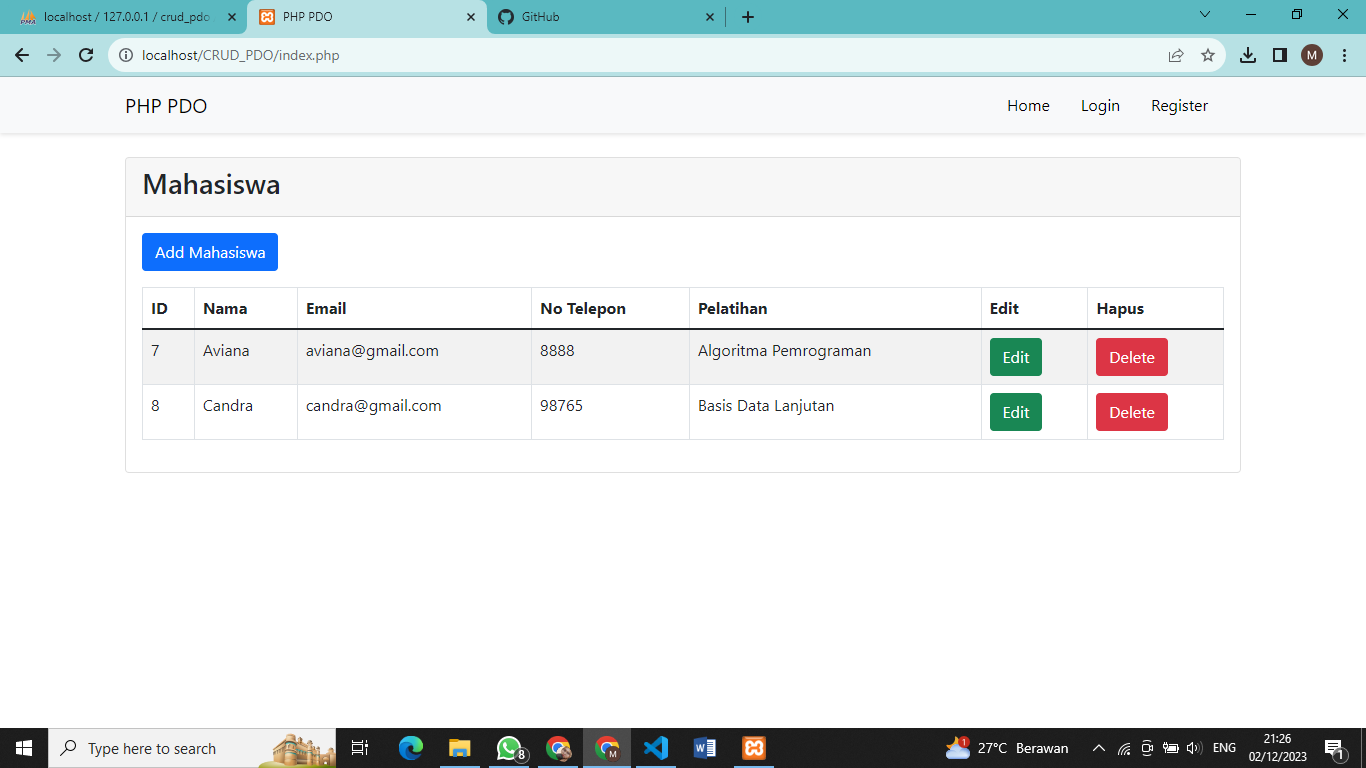 localhost / 127.0.0.1 / crud_pdo
PHP PDO
GitHub
localhost/CRUD_PDO/index.php
M
PHP PDO
Home Login Register
Mahasiswa
Add Mahasiswa
ID Nama Email No Telepon Pelatihan Edit Hapus
7 Aviana aviana@gmail.com 8888 Algoritma Pemrograman Edit Delete
8 Candra candra@gmail.com 98765 Basis Data Lanjutan Edit Delete
Type here to search
8
M
1
27°C Berawan
ENG
21:26
02/12/2023
1